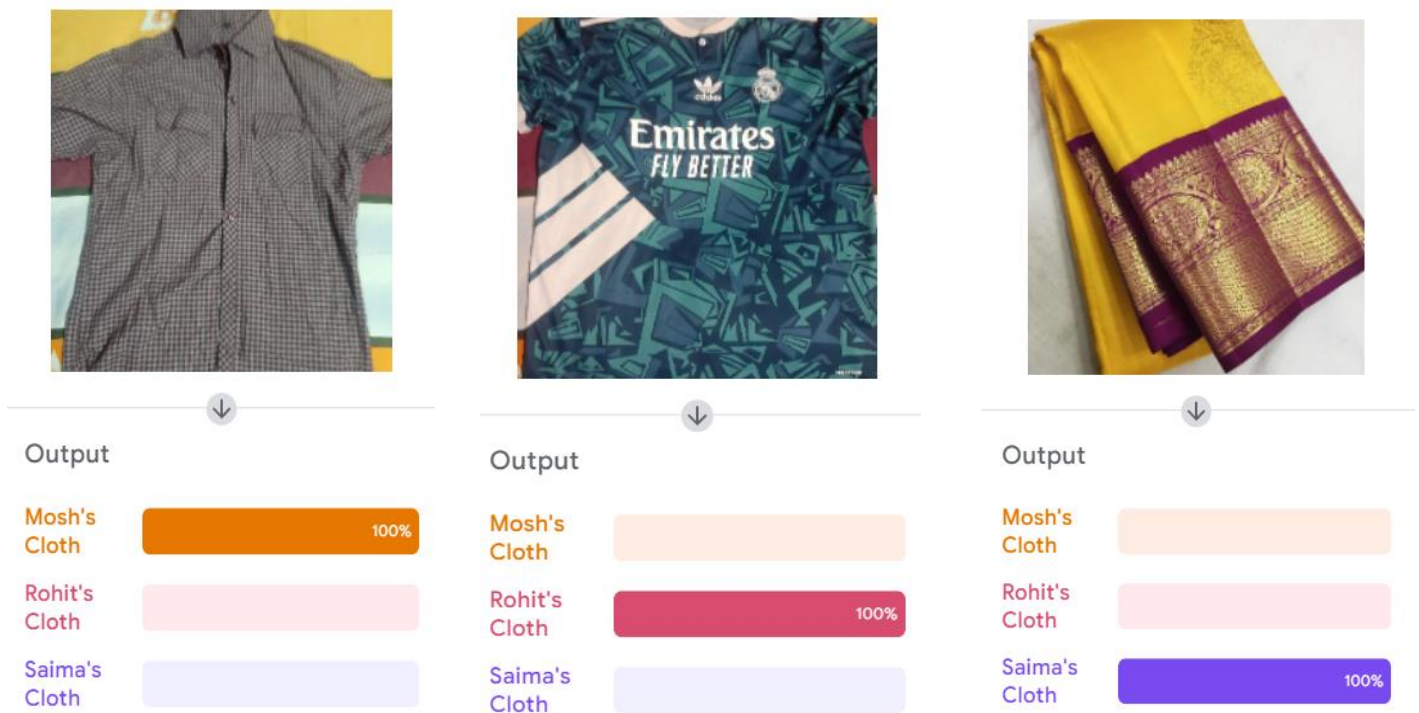 adidas
Emirates
FLY BETTER
Output
Mosh's
Cloth
100%
Rohit's
Cloth
Saima's
Cloth
Output
Mosh's
Cloth
Rohit's
Cloth
100%
Saima's
Cloth
Output
Mosh's
Cloth
Rohit's
Cloth
Saima's
Cloth
100%